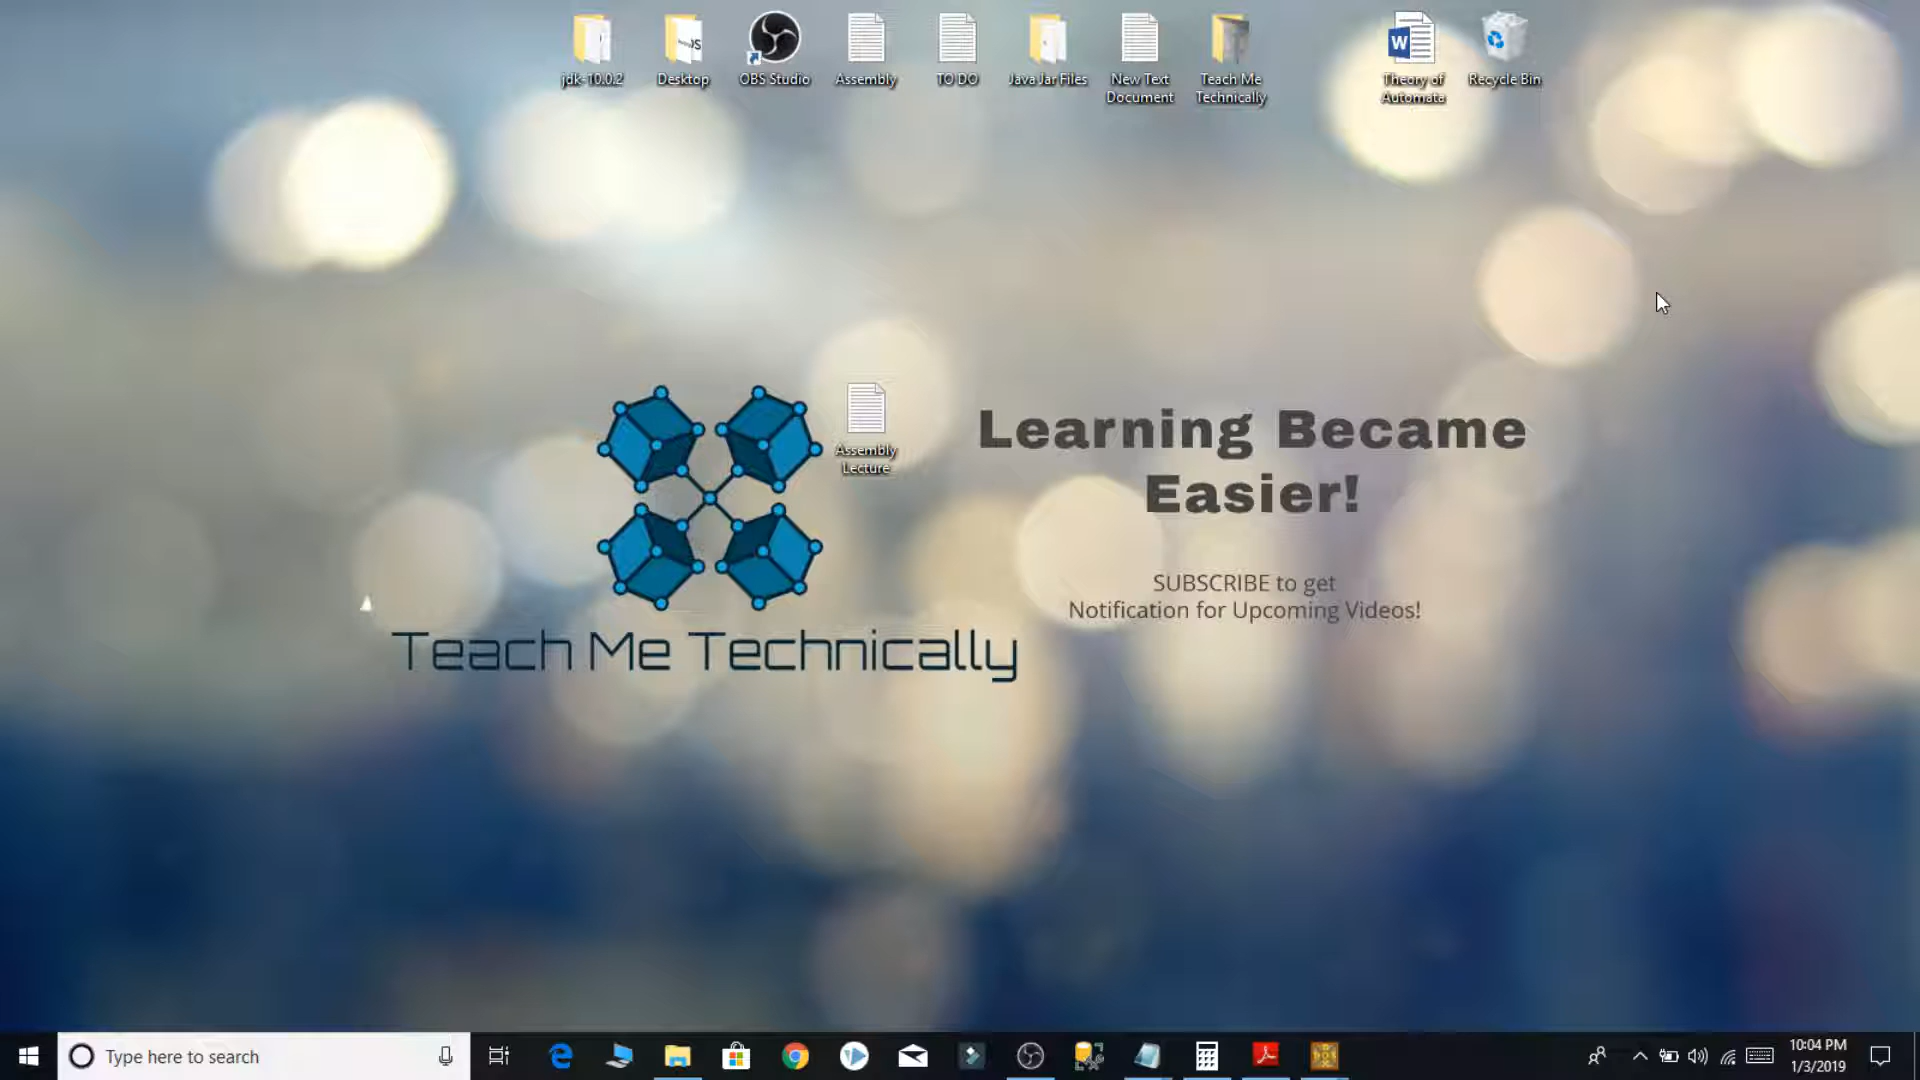 jdk-10.0.2
Desktop
OBS Studio
Assembly
TO DO
Java Jar Files
New Text
Document
Teach Me
Technically
Theory of
Automata
Recycle Bin
Assembly
Lecture
Learning Became
Easier!
SUBSCRIBE to get
Notification for Upcoming Videos!
Teach Me Technically
Type here to search
10:04 PM
1/3/2019